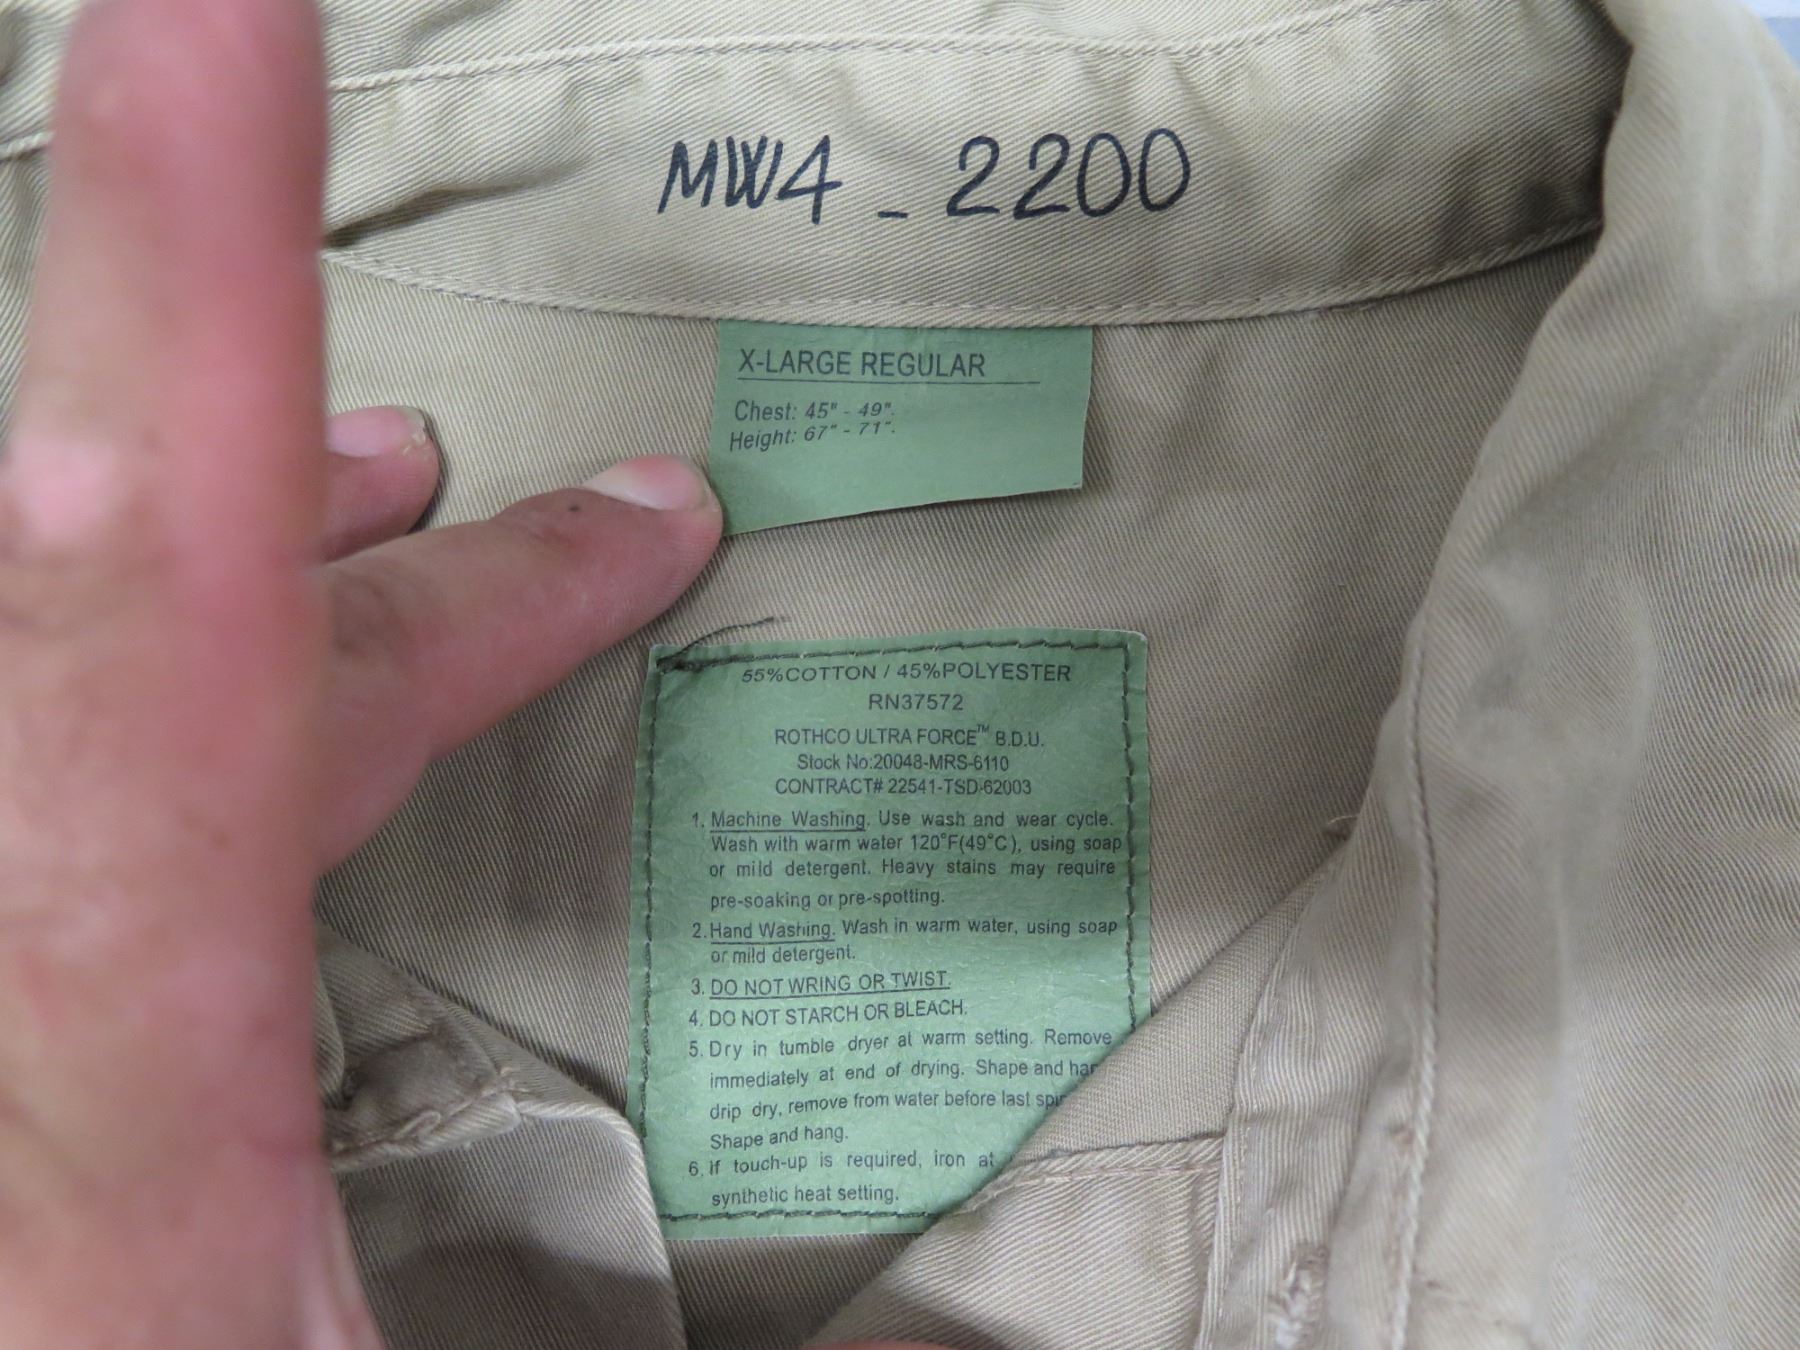 MW4 - 2200
X-LARGE REGULAR
Chest: 45" - 49".
Height: 67" - 71".
55%COTTON / 45%POLYESTER
RN37572
ROTHCO ULTRA FORCE™ B.D.U.
Stock No:20048-MRS-6110
CONTRACT# 22541-TSD-62003
1. Machine Washing. Use wash and wear cycle.
Wash with warm water 120°F(49°C), using soap
or mild detergent. Heavy stains may require
pre-soaking or pre-spotting.
2. Hand Washing. Wash in warm water, using soap
or mild detergent.
3. DO NOT WRING OR TWIST.
4. DO NOT STARCH OR BLEACH.
5. Dry in tumble dryer at warm setting. Remove
immediately at end of drying. Shape and
drip dry, remove from water before last
Shape and hang.
6. If touch-up is required, iron at
synthetic heat setting.